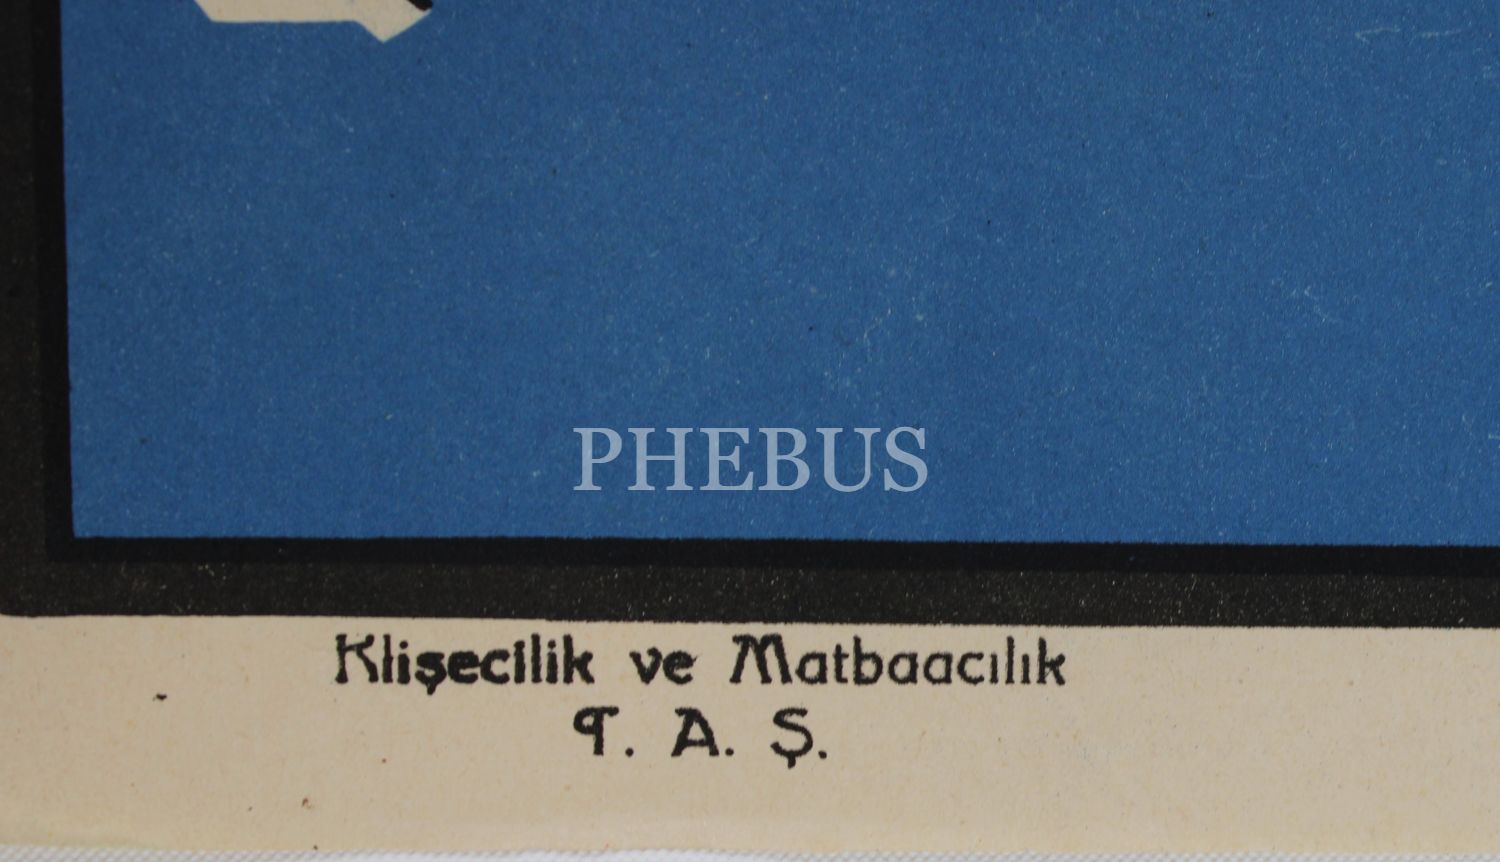 PHEBUS
Klişecilik ve Matbaacılık
T. A. Ş.